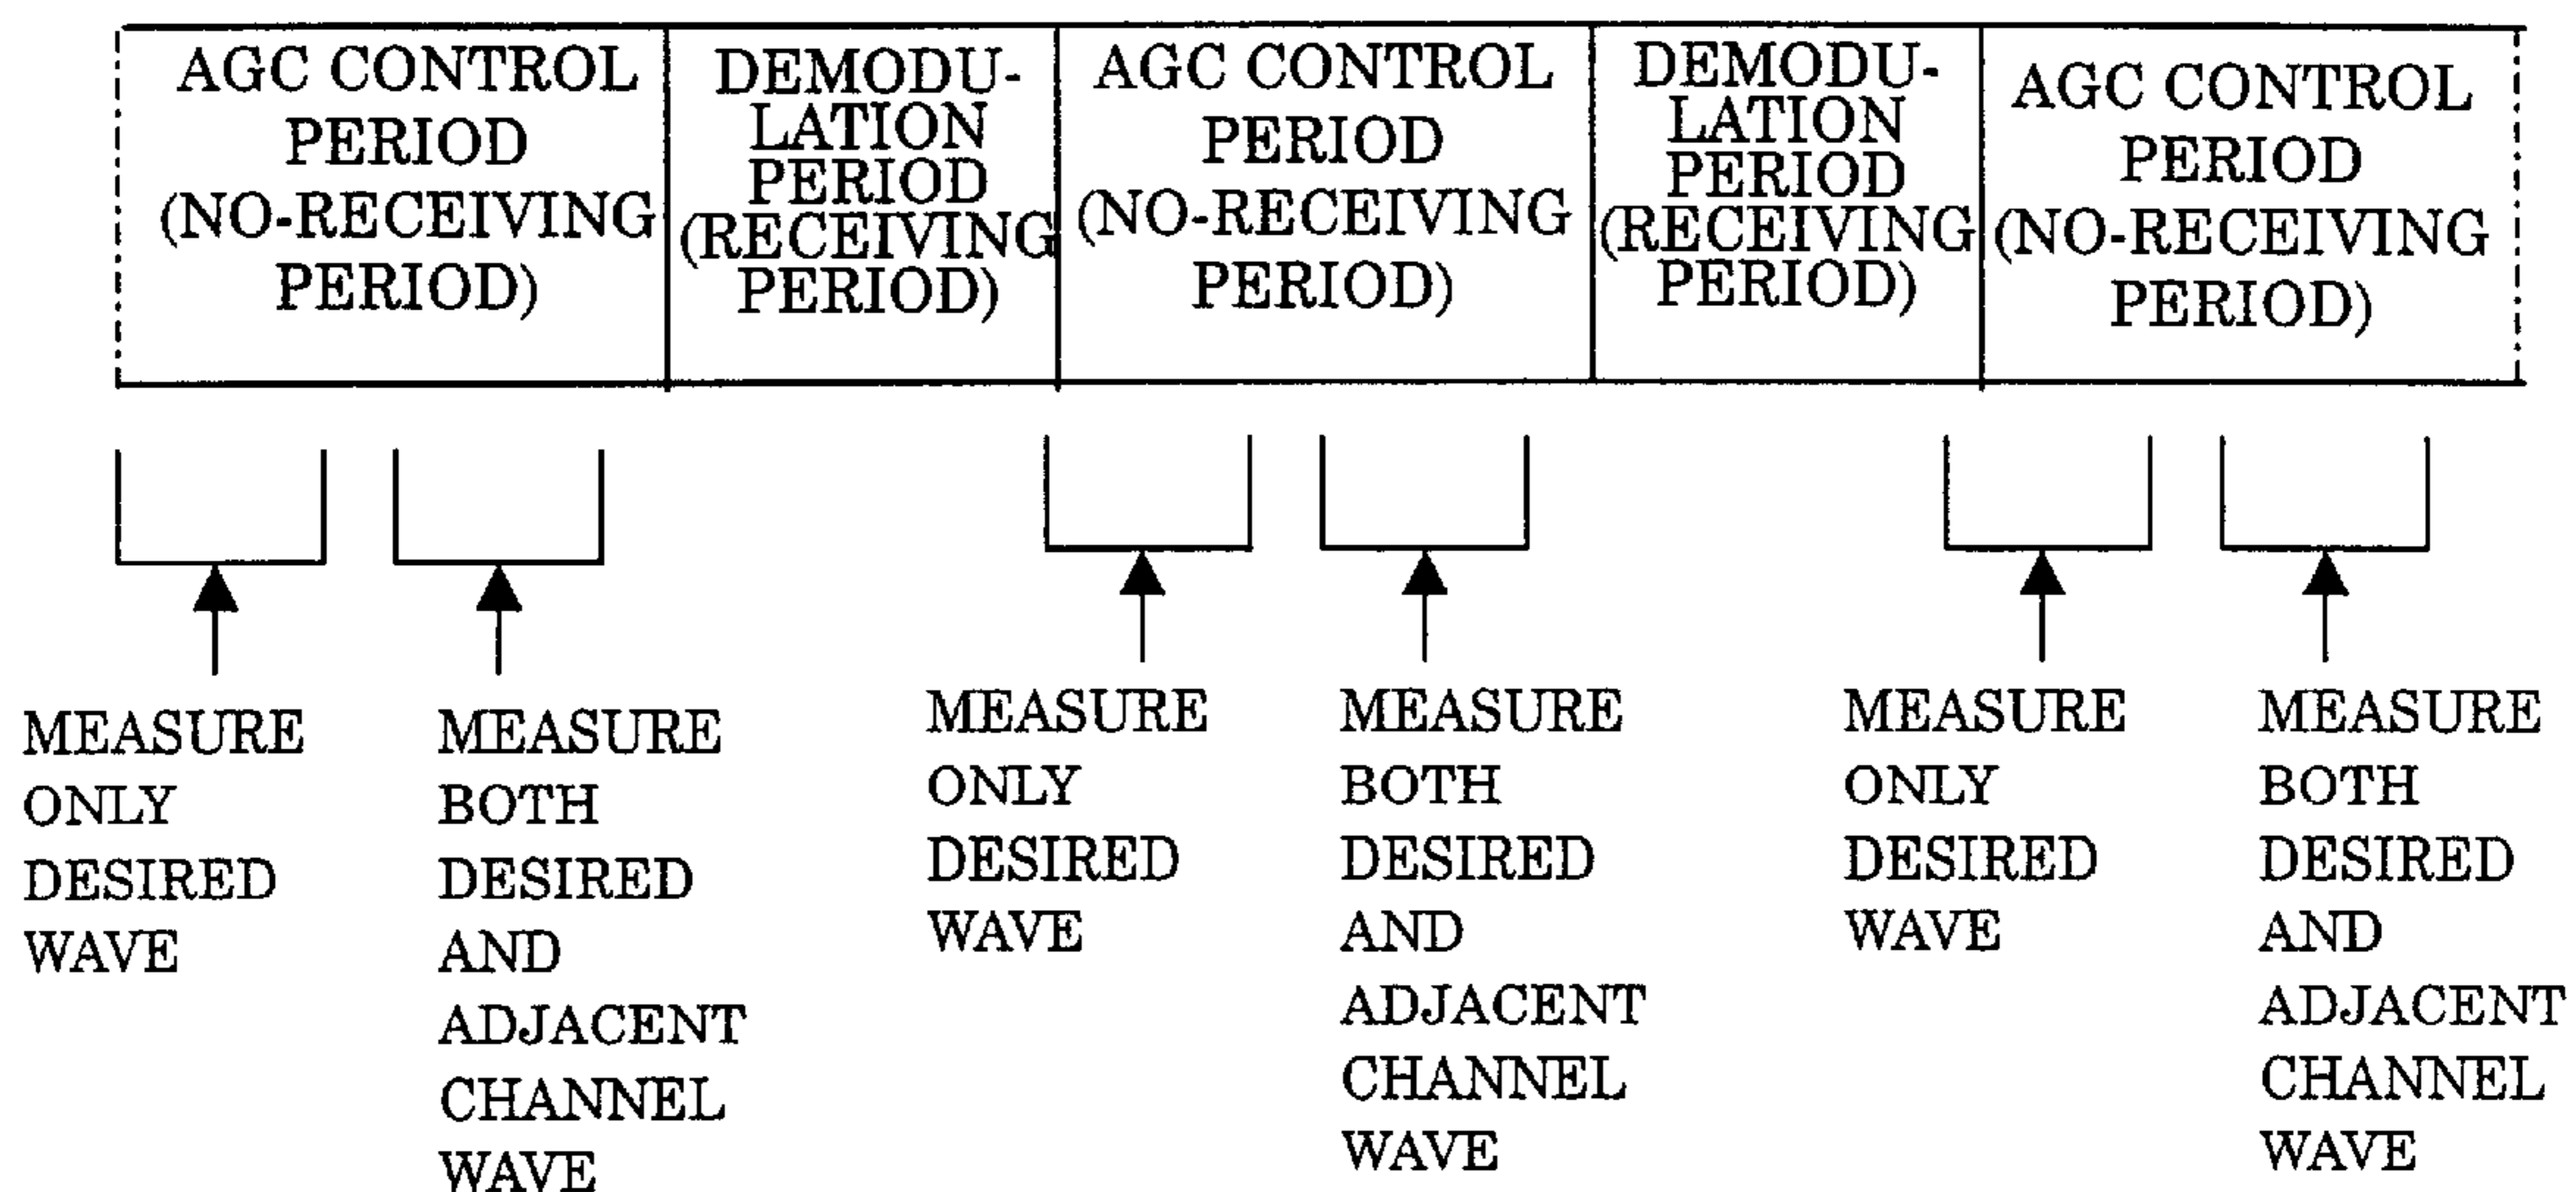 AGC CONTROL
PERIOD
(NO-RECEIVING
PERIOD)
DEMODU-
LATION
PERIOD
(RECEIVING
PERIOD)
AGC CONTROL
PERIOD
(NO-RECEIVING
PERIOD)
DEMODU-
LATION
PERIOD
(RECEIVING
PERIOD)
AGC CONTROL
PERIOD
(NO-RECEIVING
PERIOD)
MEASURE
ONLY
DESIRED
WAVE
MEASURE
BOTH
DESIRED
AND
ADJACENT
CHANNEL
WAVE
MEASURE
ONLY
DESIRED
WAVE
MEASURE
BOTH
DESIRED
AND
ADJACENT
CHANNEL
WAVE
MEASURE
ONLY
DESIRED
WAVE
MEASURE
BOTH
DESIRED
AND
ADJACENT
CHANNEL
WAVE